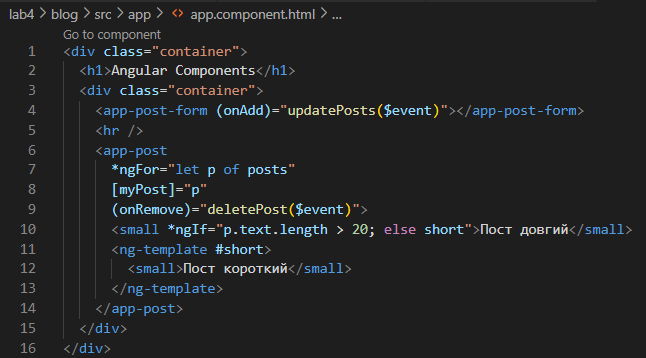 lab4 > blog > src > app > <> app.component.html > ...
Go to component
1 <div class="container">
2 <h1>Angular Components</h1>
3 <div class="container">
4 <app-post-form (onAdd)="updatePosts($event)"></app-post-form>
5 <hr />
6 <app-post
7 *ngFor="let p of posts"
8 [myPost]="p"
9 (onRemove)="deletePost($event)">
10 <small *ngIf="p.text.length > 20; else short">Пост довгий</small>
11 <ng-template #short>
12 <small>Пост короткий</small>
13 </ng-template>
14 </app-post>
15 </div>
16 </div>